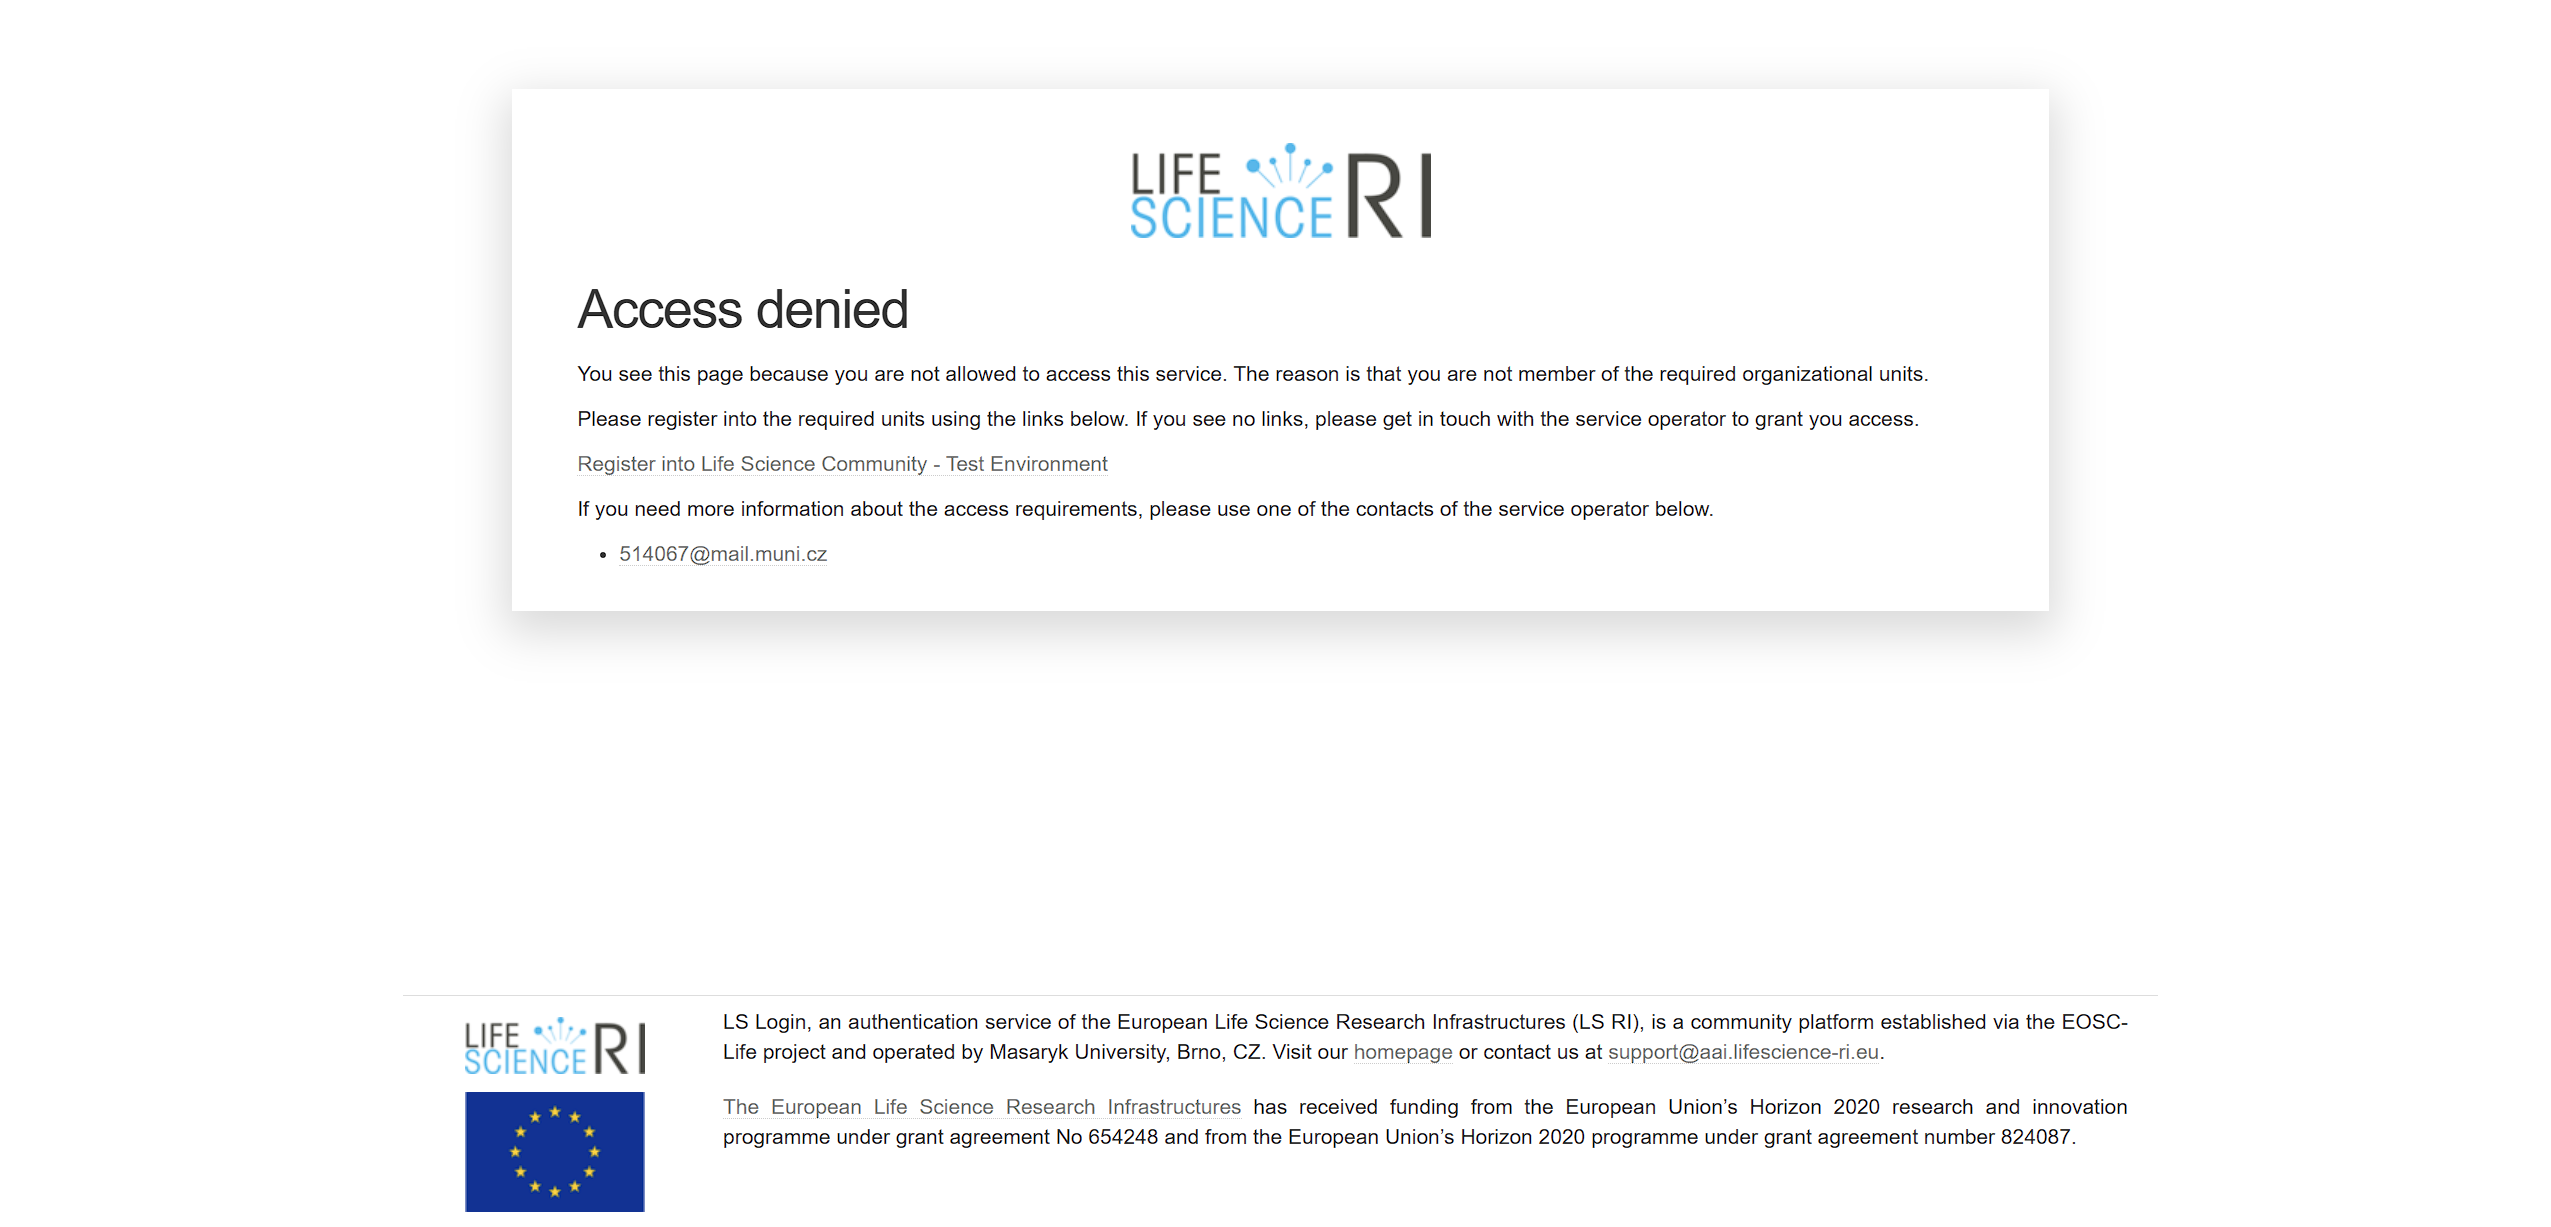 LIFE
SCIENCE RI
Access denied
You see this page because you are not allowed to access this service. The reason is that you are not member of the required organizational units.
Please register into the required units using the links below. If you see no links, please get in touch with the service operator to grant you access.
Register into Life Science Community - Test Environment
If you need more information about the access requirements, please use one of the contacts of the service operator below.
• 514067@mail.muni.cz
LIFE
SCIENCE RI
LS Login, an authentication service of the European Life Science Research Infrastructures (LS RI), is a community platform established via the EOSC-
Life project and operated by Masaryk University, Brno, CZ. Visit our homepage or contact us at support@aai.lifescience-ri.eu.
The European Life Science Research Infrastructures has received funding from the European Union’s Horizon 2020 research and innovation
programme under grant agreement No 654248 and from the European Union’s Horizon 2020 programme under grant agreement number 824087.